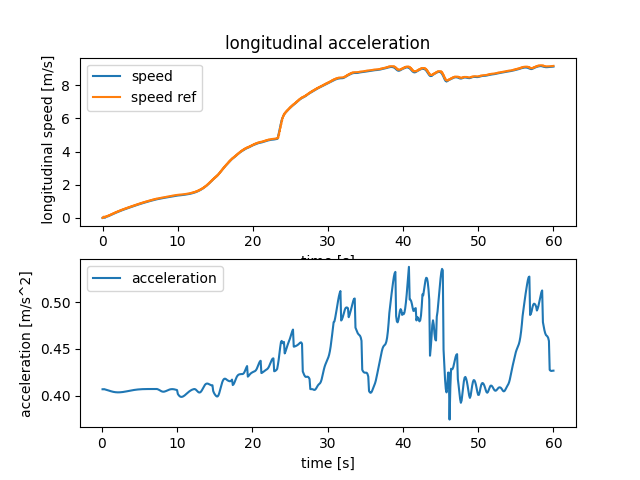 longitudinal acceleration
longitudinal speed [m/s]
8
6
4
2
0
speed
speed ref
0 10 20 30 40 50 60
time [s]
acceleration [m/s^2]
0.50
0.45
0.40
acceleration
0 10 20 30 40 50 60
time [s]